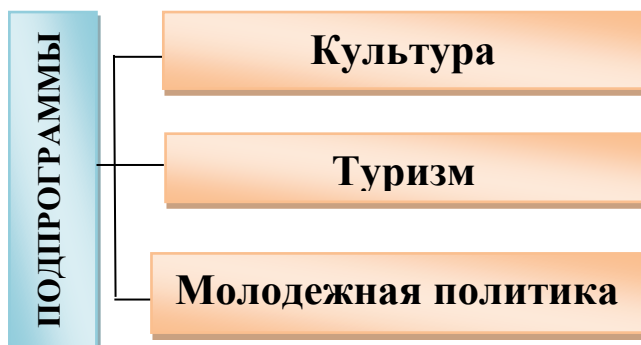 ПОДПРОГРАММЫ
Культура
Туризм
Молодежная политика